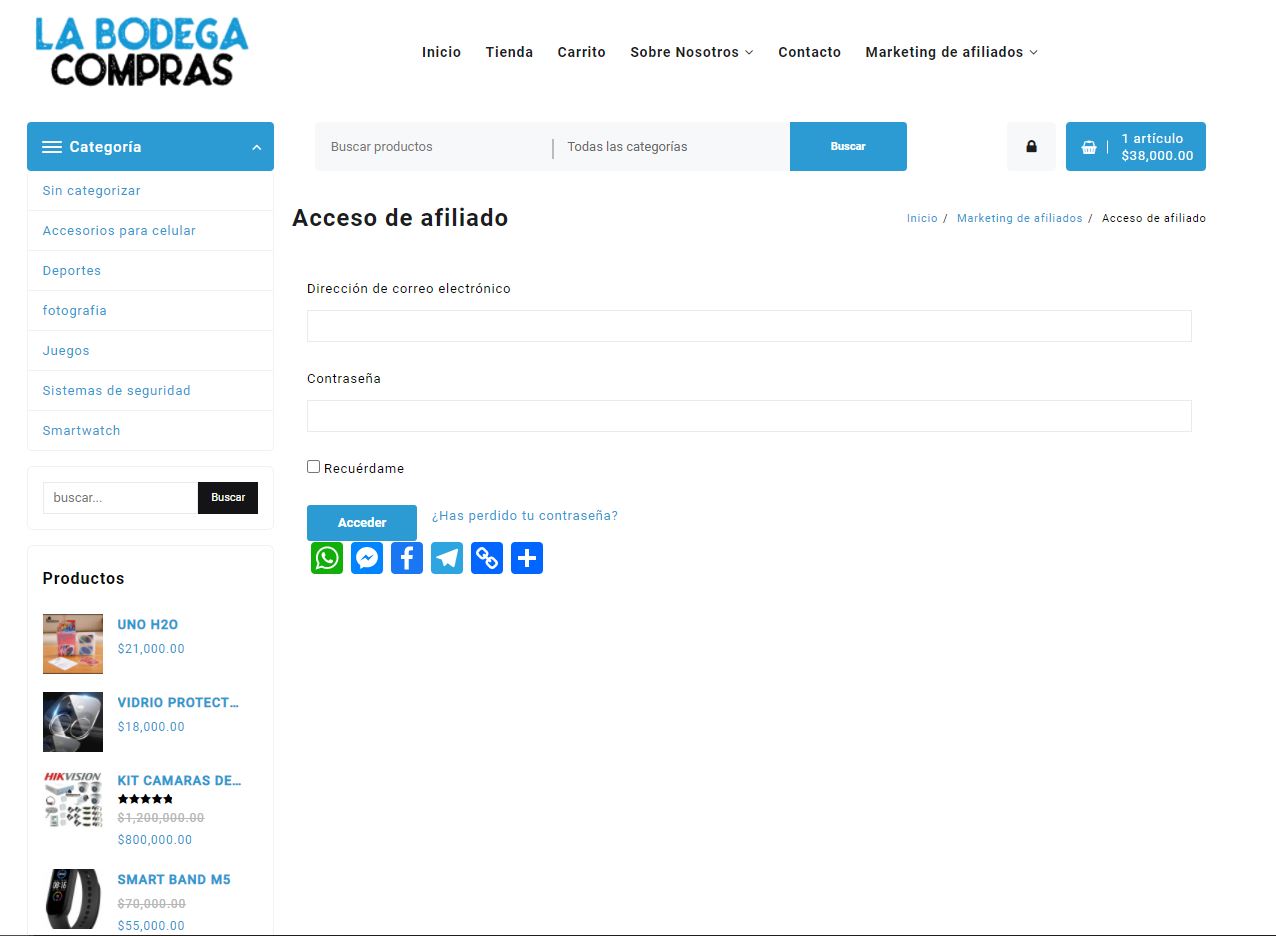 LA BODEGA
COMPRAS
Inicio
Tienda
Carrito
Sobre Nosotros
Contacto
Marketing de afiliados
Categoría
Buscar productos
Todas las categorías
Buscar
1 artículo
$38,000.00
Sin categorizar
Accesorios para celular
Deportes
fotografia
Juegos
Sistemas de seguridad
Smartwatch
buscar...
Buscar
Acceso de afiliado
Inicio / Marketing de afiliados / Acceso de afiliado
Dirección de correo electrónico
Contraseña
Recuérdame
Acceder
¿Has perdido tu contraseña?
Productos
UNO H2O
$21,000.00
VIDRIO PROTECT…
$18,000.00
HIKVISION
KIT CAMARAS DE…
$1,200,000.00
$800,000.00
08:16
SMART BAND M5
$70,000.00
$55,000.00